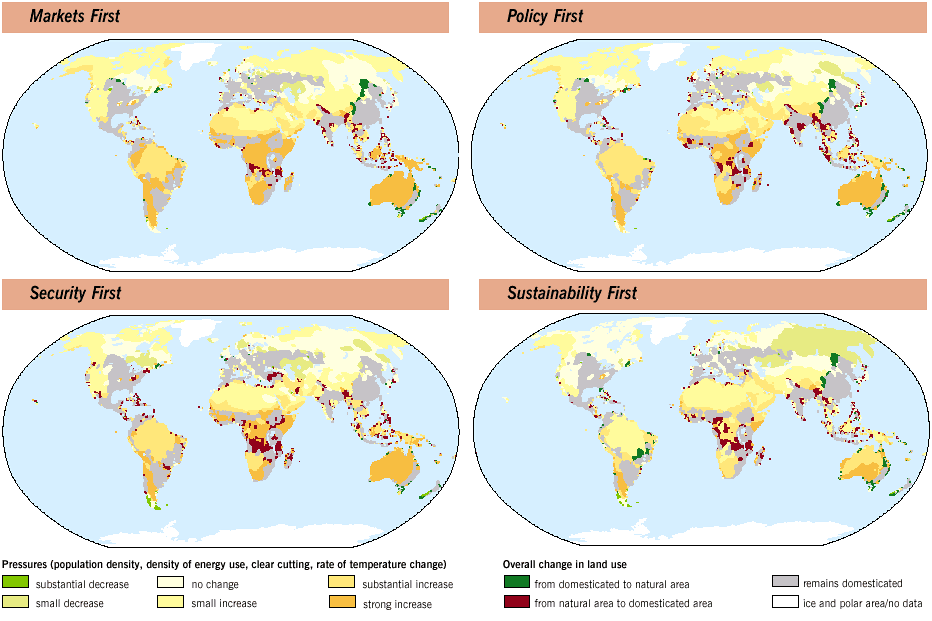 Markets First
Policy First
Security First
Sustainability First
Pressures (population density, density of energy use, clear cutting, rate of temperature change)
substantial decrease
no change
substantial increase
small decrease
small increase
strong increase
Overall change in land use
from domesticated to natural area
remains domesticated
from natural area to domesticated area
ice and polar area/no data